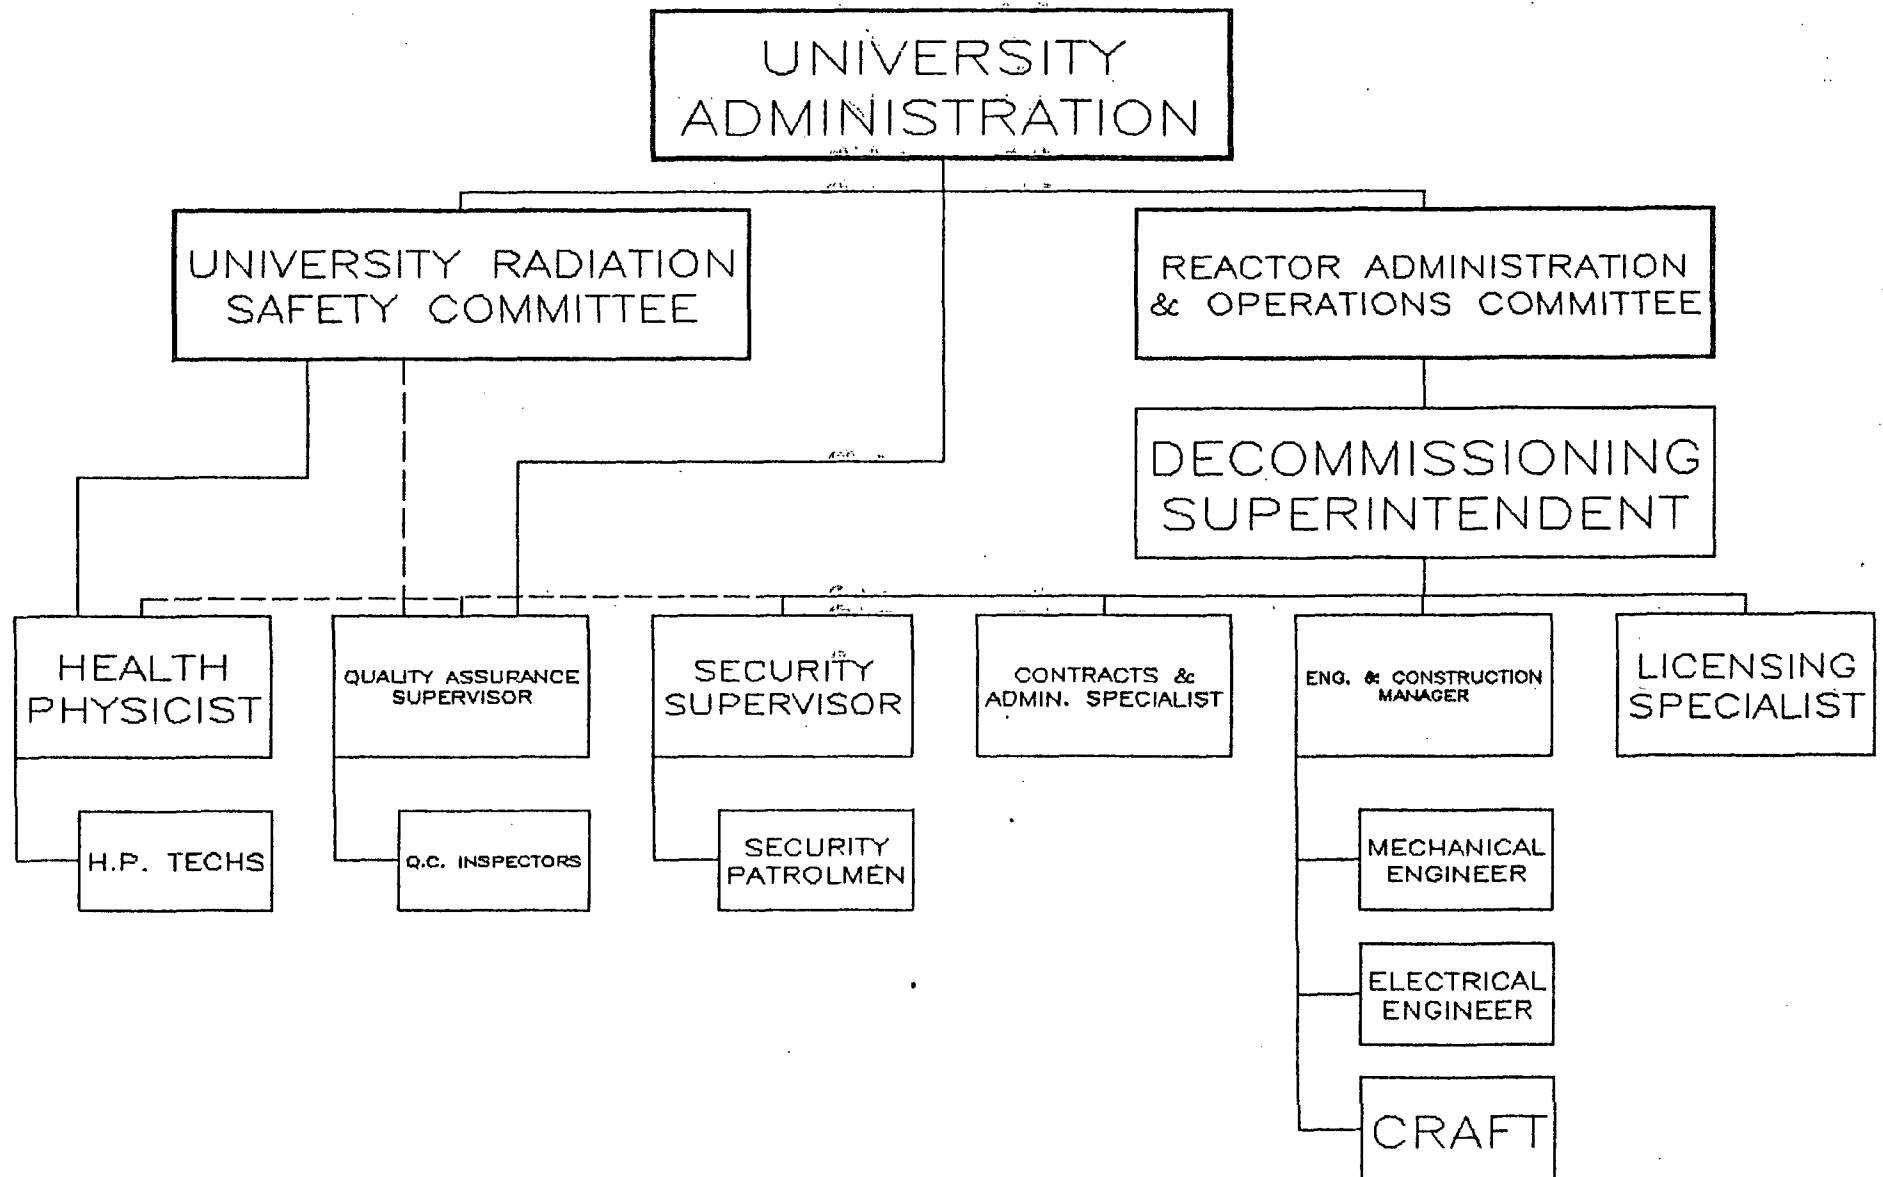 UNIVERSITY
ADMINISTRATION
UNIVERSITY RADIATION
SAFETY COMMITTEE
REACTOR ADMINISTRATION
& OPERATIONS COMMITTEE
DECOMMISSIONING
SUPERINTENDENT
HEALTH
PHYSICIST
QUALITY ASSURANCE
SUPERVISOR
SECURITY
SUPERVISOR
CONTRACTS &
ADMIN. SPECIALIST
ENG. & CONSTRUCTION
MANAGER
LICENSING
SPECIALIST
H.P. TECHS
Q.C. INSPECTORS
SECURITY
PATROLMEN
MECHANICAL
ENGINEER
ELECTRICAL
ENGINEER
CRAFT